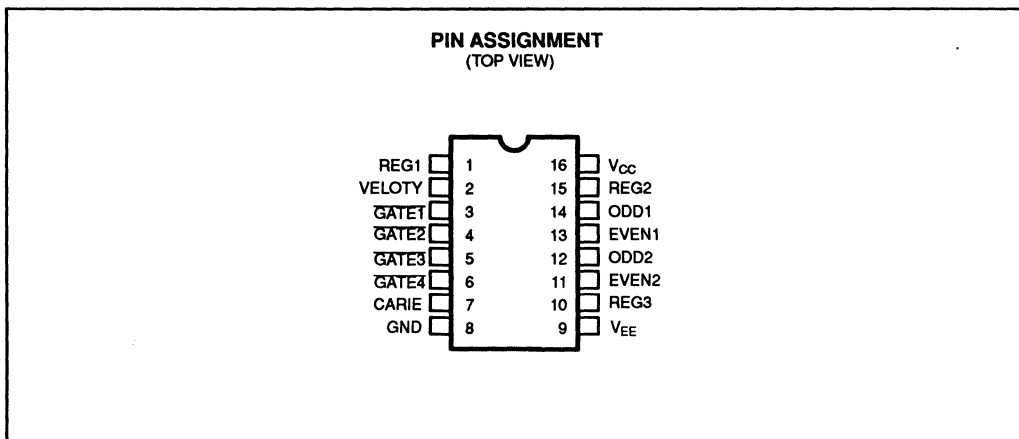 PIN ASSIGNMENT
(TOP VIEW)
REG1 1 16 VCC
VELOTY 2 15 REG2
GATE1 3 14 ODD1
GATE2 4 13 EVEN1
GATE3 5 12 ODD2
GATE4 6 11 EVEN2
CARIE 7 10 REG3
GND 8 9 VEE